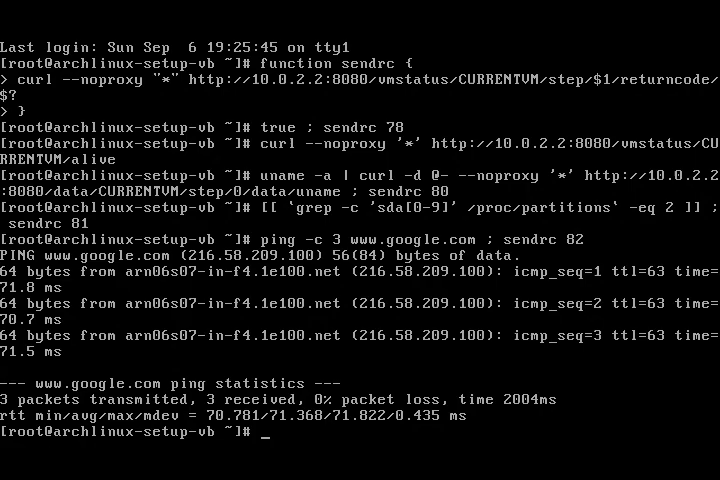 Last login: Sun Sep  6 19:25:45 on tty1
[root@archlinux-setup-vb ~]# function sendrc {
> curl --noproxy "*" http://10.0.2.2:8080/vmstatus/CURRENTVM/step/$1/returncode/
$?
> }
[root@archlinux-setup-vb ~]# true ; sendrc 78
[root@archlinux-setup-vb ~]# curl --noproxy '*' http://10.0.2.2:8080/vmstatus/CU
RRENTVM/alive
[root@archlinux-setup-vb ~]# uname -a | curl -d @- --noproxy '*' http://10.0.2.2
:8080/data/CURRENTVM/step/0/data/uname ; sendrc 80
[root@archlinux-setup-vb ~]# [[ `grep -c 'sda[0-9]' /proc/partitions` -eq 2 ]] ;
 sendrc 81
[root@archlinux-setup-vb ~]# ping -c 3 www.google.com ; sendrc 82
PING www.google.com (216.58.209.100) 56(84) bytes of data.
64 bytes from arn06s07-in-f4.1e100.net (216.58.209.100): icmp_seq=1 ttl=63 time=
71.8 ms
64 bytes from arn06s07-in-f4.1e100.net (216.58.209.100): icmp_seq=2 ttl=63 time=
70.7 ms
64 bytes from arn06s07-in-f4.1e100.net (216.58.209.100): icmp_seq=3 ttl=63 time=
71.5 ms

--- www.google.com ping statistics ---
3 packets transmitted, 3 received, 0% packet loss, time 2004ms
rtt min/avg/max/mdev = 70.781/71.368/71.822/0.435 ms
[root@archlinux-setup-vb ~]# _